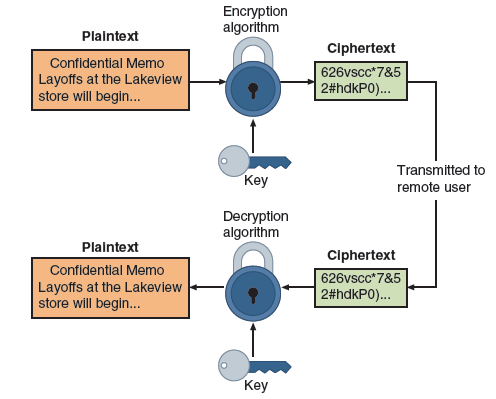 Encryption
algorithm
Plaintext
Ciphertext
Confidential Memo
Layoffs at the Lakeview
store will begin...
626vscc*7&5
2#hdkP0)...
Key
Transmitted to
remote user
Decryption
algorithm
Plaintext
Ciphertext
Confidential Memo
Layoffs at the Lakeview
store will begin...
626vscc*7&5
2#hdkP0)...
Key